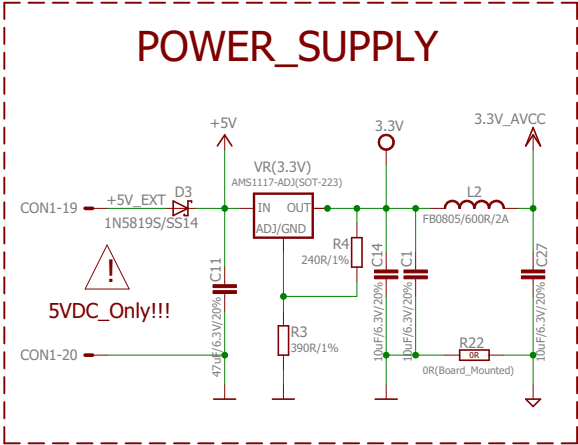 POWER_SUPPLY
+5V
3.3V
3.3V_AVCC
VR(3.3V)
AMS1117-ADJ(SOT-223)
CON1-19
+5V_EXT
D3
1N5819S/SS14
IN
OUT
ADJ/GND
L2
FB0805/600R/2A
R4
240R/1%
C14
10uF/6.3V/20%
C1
10uF/6.3V/20%
C27
10uF/6.3V/20%
C11
47uF/6.3V/20%
!
5VDC_Only!!!
R3
390R/1%
CON1-20
R22
0R
0R(Board_Mounted)